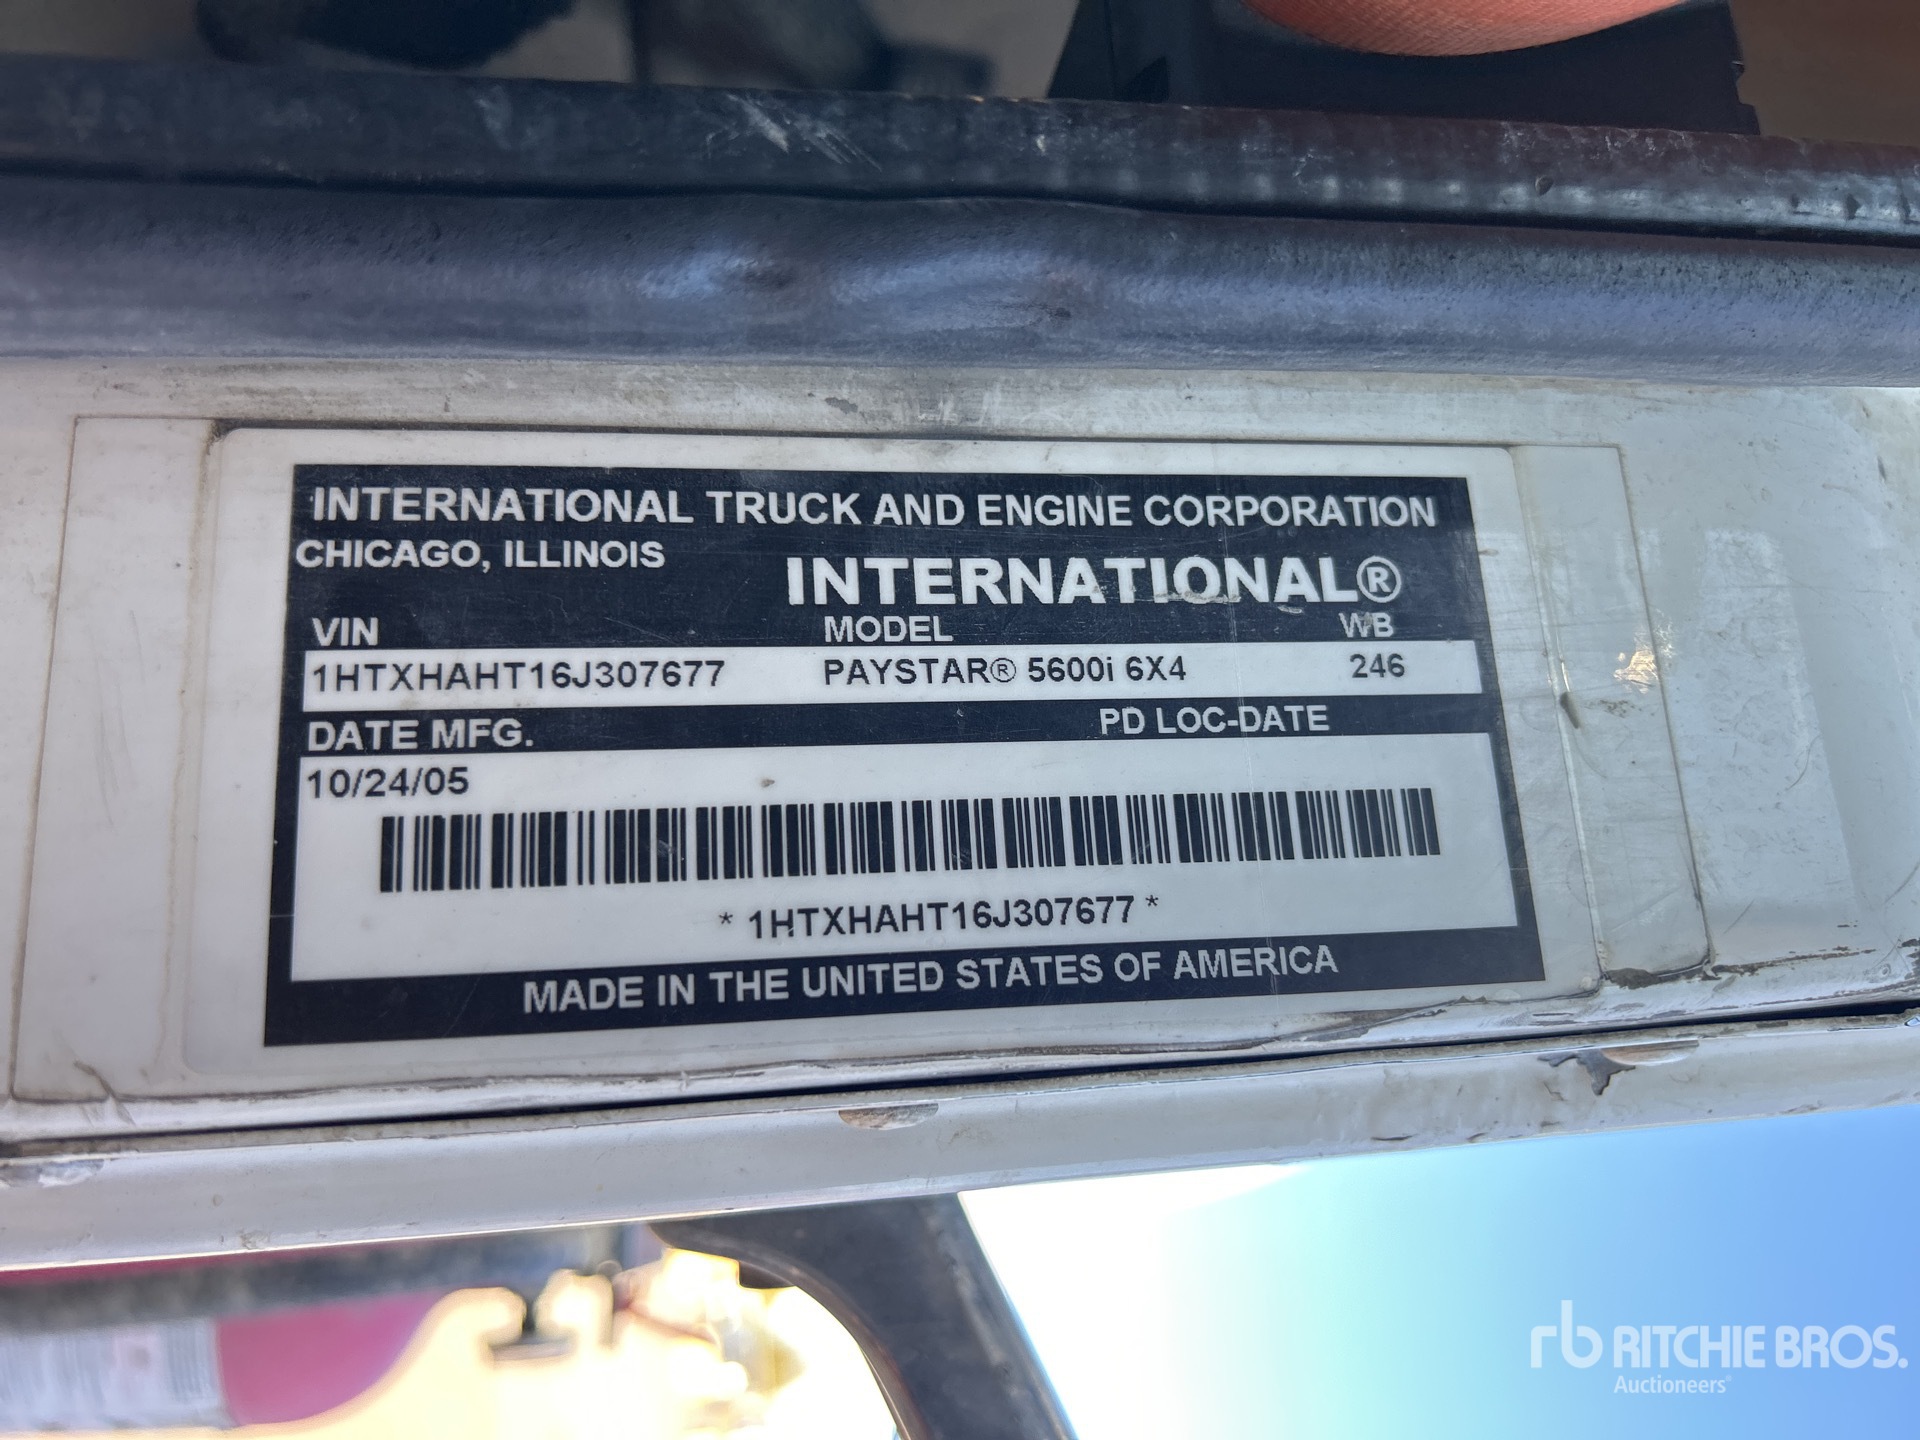 INTERNATIONAL TRUCK AND ENGINE CORPORATION
CHICAGO, ILLINOIS
INTERNATIONAL®
VIN MODEL WB
1HTXHAHT16J307677 PAYSTAR® 5600i 6X4 246
DATE MFG. PD LOC-DATE
10/24/05
* 1HTXHAHT16J307677 *
MADE IN THE UNITED STATES OF AMERICA
rb RITCHIE BROS.
Auctioneers